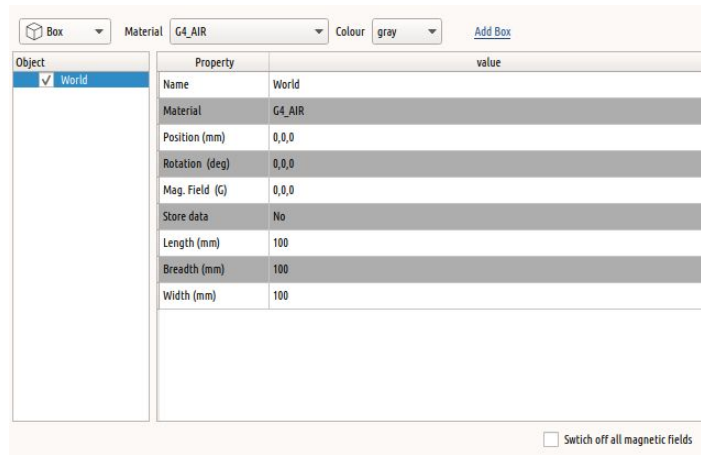 Box Material G4_AIR Colour gray Add Box
Object Property value
World
Name World
Material G4_AIR
Position (mm) 0,0,0
Rotation (deg) 0,0,0
Mag. Field (G) 0,0,0
Store data No
Length (mm) 100
Breadth (mm) 100
Width (mm) 100
Swtich off all magnetic fields